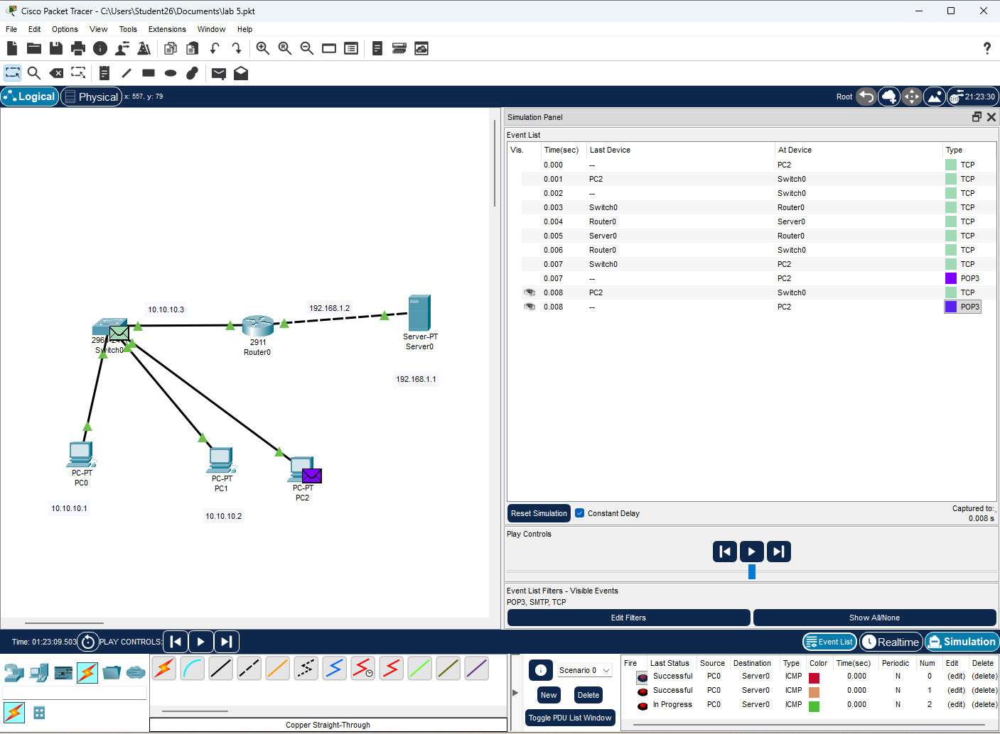 Cisco Packet Tracer - C:\Users\Student26\Documents\lab 5.pkt
File Edit Options View Tools Extensions Window Help
Logical Physical x: 557, y: 79 Root 21:23:30
Simulation Panel
Event List
Vis. Time(sec) Last Device At Device Type
0.000 -- PC2 TCP
0.001 PC2 Switch0 TCP
0.002 -- Switch0 TCP
0.003 Switch0 Router0 TCP
0.004 Router0 Server0 TCP
0.005 Server0 Router0 TCP
0.006 Router0 Switch0 TCP
0.007 Switch0 PC2 TCP
0.007 -- PC2 POP3
0.008 PC2 Switch0 TCP
0.008 -- PC2 POP3
10.10.10.3
192.168.1.2
Switch0
2911
Router0
Server-PT
Server0
192.168.1.1
PC-PT
PC0
10.10.10.1
PC-PT
PC1
10.10.10.2
PC-PT
PC2
Reset Simulation Constant Delay Captured to:
0.008 s
Play Controls
Event List Filters - Visible Events
POP3, SMTP, TCP
Edit Filters Show All/None
Time: 01:23:09.503 PLAY CONTROLS: Event List Realtime Simulation
Scenario 0
New Delete
Toggle PDU List Window
Copper Straight-Through
Fire Last Status Source Destination Type Color Time(sec) Periodic Num Edit Delete
Successful PC0 Server0 ICMP 0.000 N 0 (edit) (delete)
Successful PC0 Server0 ICMP 0.000 N 1 (edit) (delete)
In Progress PC0 Server0 ICMP 0.000 N 2 (edit) (delete)